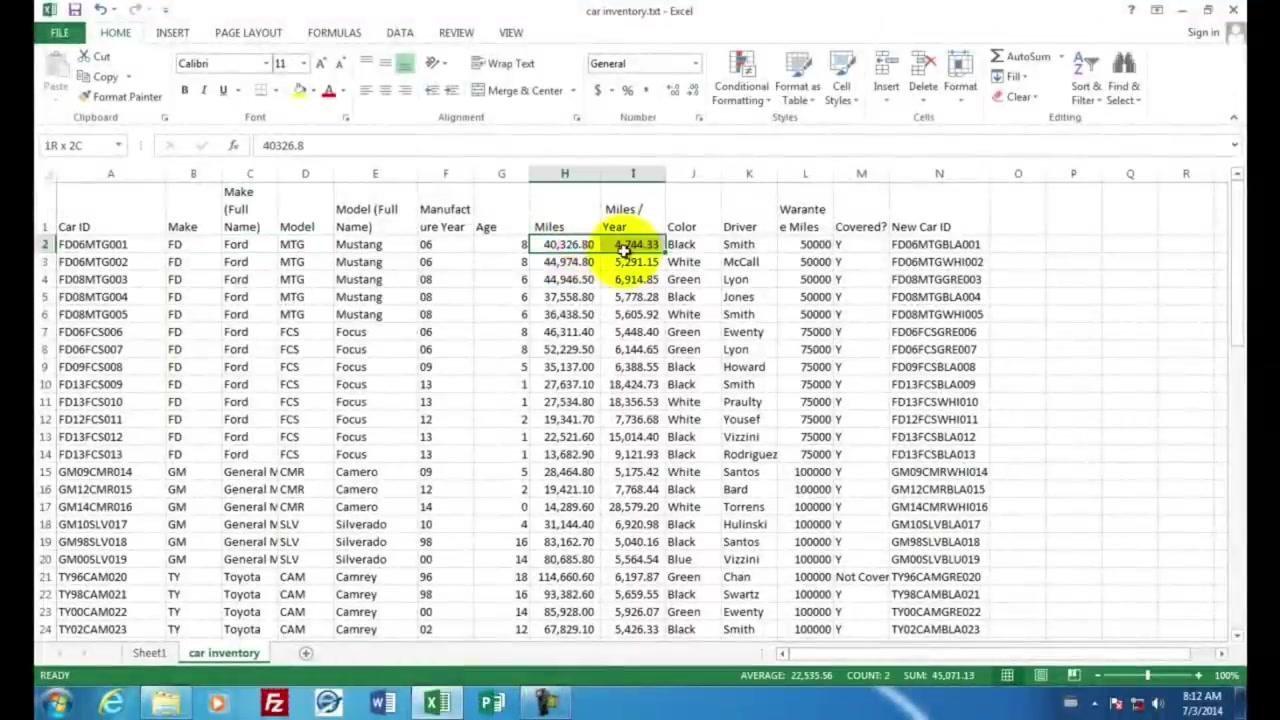 car inventory.txt - Excel
Sign in
FILE HOME INSERT PAGE LAYOUT FORMULAS DATA REVIEW VIEW
Paste Cut Copy Format Painter Clipboard
Calibri 11 B I U A Font
Wrap Text Merge & Center Alignment
General $ % , Number
Conditional Formatting Format as Table Cell Styles Styles
Insert Delete Format Cells
AutoSum Fill Clear Sort & Filter Find & Select Editing
1R x 2C fx 40326.8
A B C D E F G H I J K L M N O P Q R
1 Car ID Make Make (Full Name) Model Model (Full Name) Manufacture Year Age Miles Miles / Year Color Driver Warantee Miles Covered? New Car ID
2 FD06MTG001 FD Ford MTG Mustang 06 8 40,326.80 4,744.33 Black Smith 50000 Y FD06MTGBLA001
3 FD06MTG002 FD Ford MTG Mustang 06 8 44,974.80 5,291.15 White McCall 50000 Y FD06MTGWHI002
4 FD08MTG003 FD Ford MTG Mustang 08 6 44,946.50 6,914.85 Green Lyon 50000 Y FD08MTGGRE003
5 FD08MTG004 FD Ford MTG Mustang 08 6 37,558.80 5,778.28 Black Jones 50000 Y FD08MTGBLA004
6 FD08MTG005 FD Ford MTG Mustang 08 6 36,438.50 5,605.92 White Smith 50000 Y FD08MTGWHI005
7 FD06FCS006 FD Ford FCS Focus 06 8 46,311.40 5,448.40 Green Ewenty 75000 Y FD06FCSGRE006
8 FD06FCS007 FD Ford FCS Focus 06 8 52,229.50 6,144.65 Green Lyon 75000 Y FD06FCSGRE007
9 FD09FCS008 FD Ford FCS Focus 09 5 35,137.00 6,388.55 Black Howard 75000 Y FD09FCSBLA008
10 FD13FCS009 FD Ford FCS Focus 13 1 27,637.10 18,424.73 Black Smith 75000 Y FD13FCSBLA009
11 FD13FCS010 FD Ford FCS Focus 13 1 27,534.80 18,356.53 White Praulty 75000 Y FD13FCSWHI010
12 FD12FCS011 FD Ford FCS Focus 12 2 19,341.70 7,736.68 White Yousef 75000 Y FD12FCSWHI011
13 FD13FCS012 FD Ford FCS Focus 13 1 22,521.60 15,014.40 Black Vizzini 75000 Y FD13FCSBLA012
14 FD13FCS013 FD Ford FCS Focus 13 1 13,682.90 9,121.93 Black Rodriguez 75000 Y FD13FCSBLA013
15 GM09CMR014 GM General M CMR Camero 09 5 28,464.80 5,175.42 White Santos 100000 Y GM09CMRWHI014
16 GM12CMR015 GM General M CMR Camero 12 2 19,421.10 7,768.44 Black Bard 100000 Y GM12CMRBLA015
17 GM14CMR016 GM General M CMR Camero 14 0 14,289.60 28,579.20 White Torrens 100000 Y GM14CMRWHI016
18 GM10SLV017 GM General M SLV Silverado 10 4 31,144.40 6,920.98 Black Hulinski 100000 Y GM10SLVBLA017
19 GM98SLV018 GM General M SLV Silverado 98 16 83,162.70 5,040.16 Black Santos 100000 Y GM98SLVBLA018
20 GM00SLV019 GM General M SLV Silverado 00 14 80,685.80 5,564.54 Blue Vizzini 100000 Y GM00SLVBLU019
21 TY96CAM020 TY Toyota CAM Camrey 96 18 114,660.60 6,197.87 Green Chan 100000 Not Cover TY96CAMGRE020
22 TY98CAM021 TY Toyota CAM Camrey 98 16 93,382.60 5,659.55 Black Swartz 100000 Y TY98CAMBLA021
23 TY00CAM022 TY Toyota CAM Camrey 00 14 85,928.00 5,926.07 Green Ewenty 100000 Y TY00CAMGRE022
24 TY02CAM023 TY Toyota CAM Camrey 02 12 67,829.10 5,426.33 Black Smith 100000 Y TY02CAMBLA023
Sheet1 car inventory
READY AVERAGE: 22,535.56 COUNT: 2 SUM: 45,071.13 100%
8:12 AM
7/3/2014